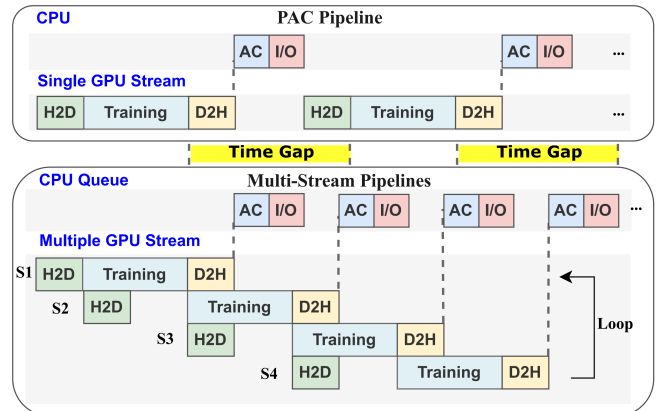 CPU PAC Pipeline
AC I/O AC I/O ...
Single GPU Stream
H2D Training D2H H2D Training D2H ...
Time Gap Time Gap
CPU Queue Multi-Stream Pipelines
AC I/O AC I/O AC I/O AC I/O ...
Multiple GPU Stream
S1 H2D Training D2H
S2 H2D Training D2H
S3 H2D Training D2H
Loop
S4 H2D Training D2H